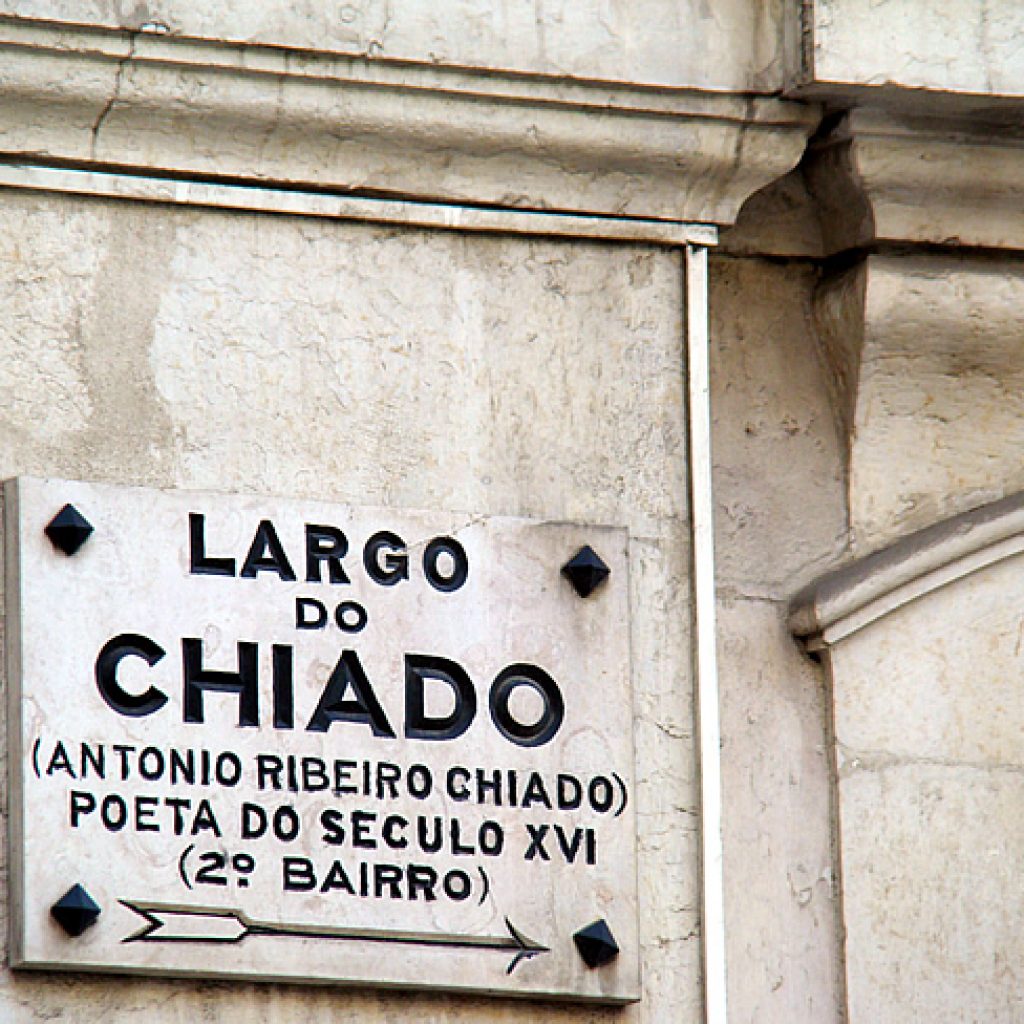 LARGO
DO
CHIADO
(ANTONIO RIBEIRO CHIADO)
POETA DO SECULO XVI
(2º BAIRRO)